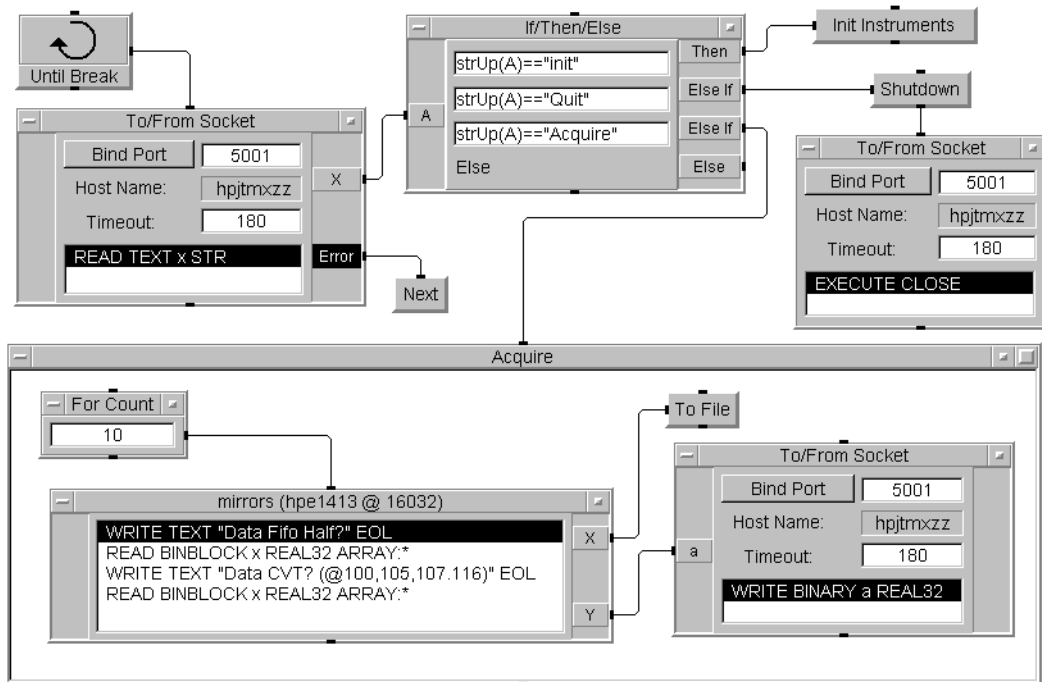 Until Break
To/From Socket
Bind Port
5001
Host Name:
hpjtmxzz
Timeout:
180
READ TEXT x STR
X
Error
Next
If/Then/Else
A
strUp(A)=="init"
strUp(A)=="Quit"
strUp(A)=="Acquire"
Else
Then
Else If
Else If
Else
Init Instruments
Shutdown
To/From Socket
Bind Port
5001
Host Name:
hpjtmxzz
Timeout:
180
EXECUTE CLOSE
Acquire
For Count
10
mirrors (hpe1413 @ 16032)
WRITE TEXT "Data Fifo Half?" EOL
READ BINBLOCK x REAL32 ARRAY:*
WRITE TEXT "Data CVT? (@100,105,107.116)" EOL
READ BINBLOCK x REAL32 ARRAY:*
X
Y
To File
To/From Socket
a
Bind Port
5001
Host Name:
hpjtmxzz
Timeout:
180
WRITE BINARY a REAL32